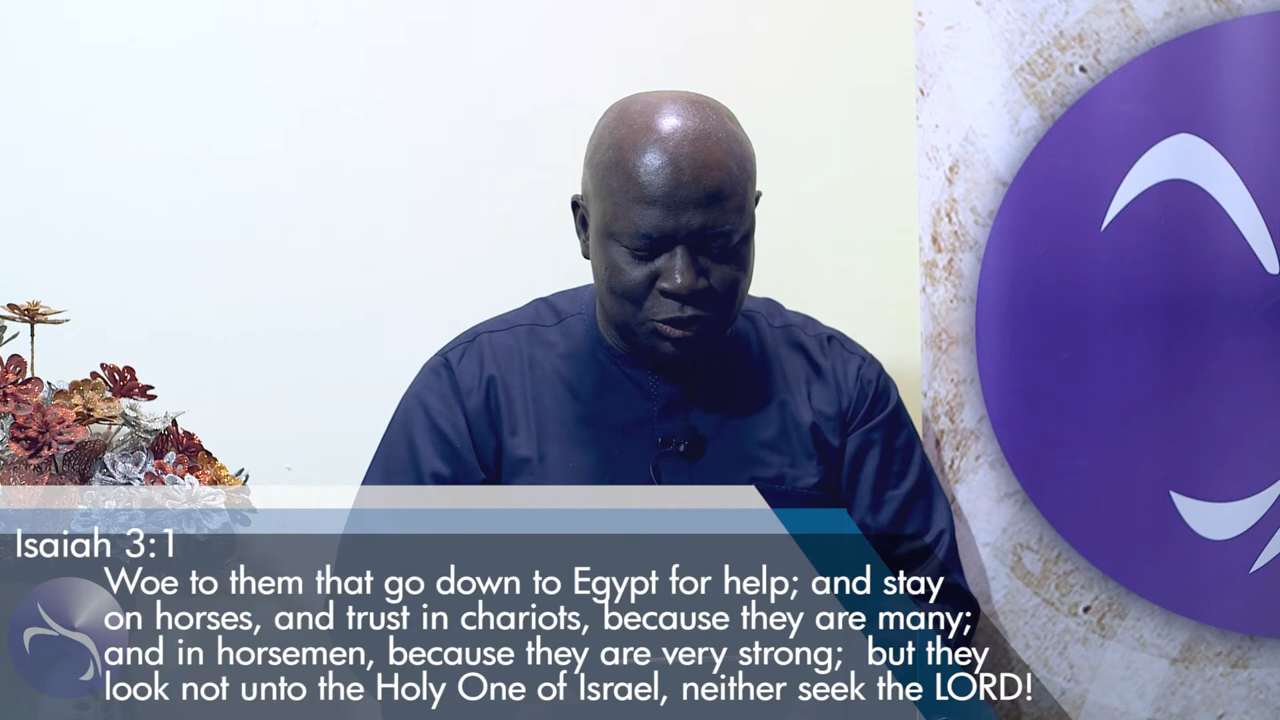 Isaiah 3:1
Woe to them that go down to Egypt for help; and stay
on horses, and trust in chariots, because they are many;
and in horsemen, because they are very strong;  but they
look not unto the Holy One of Israel, neither seek the LORD!